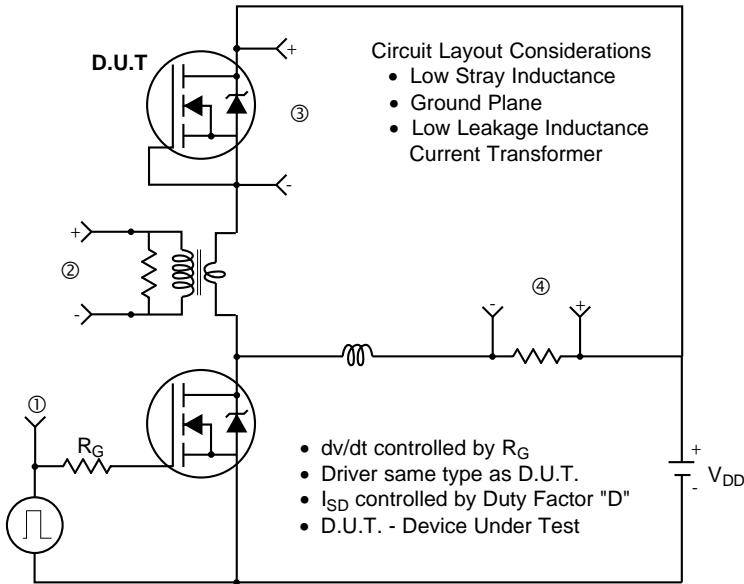 D.U.T
+
③
-
Circuit Layout Considerations
• Low Stray Inductance
• Ground Plane
• Low Leakage Inductance
Current Transformer
+
②
-
④
- +
①
R_G
• dv/dt controlled by R_G
• Driver same type as D.U.T.
• I_SD controlled by Duty Factor "D"
• D.U.T. - Device Under Test
+
V_DD
-